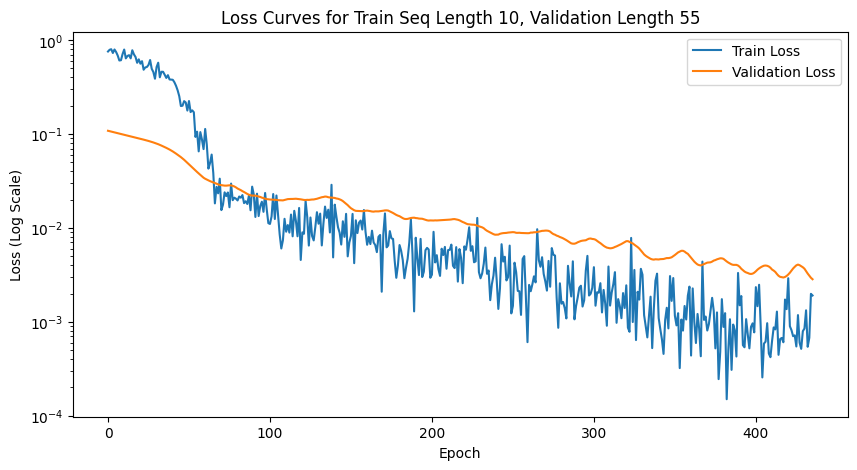 Loss Curves for Train Seq Length 10, Validation Length 55
Train Loss
Validation Loss
Loss (Log Scale)
10⁰
10⁻¹
10⁻²
10⁻³
10⁻⁴
0 100 200 300 400
Epoch